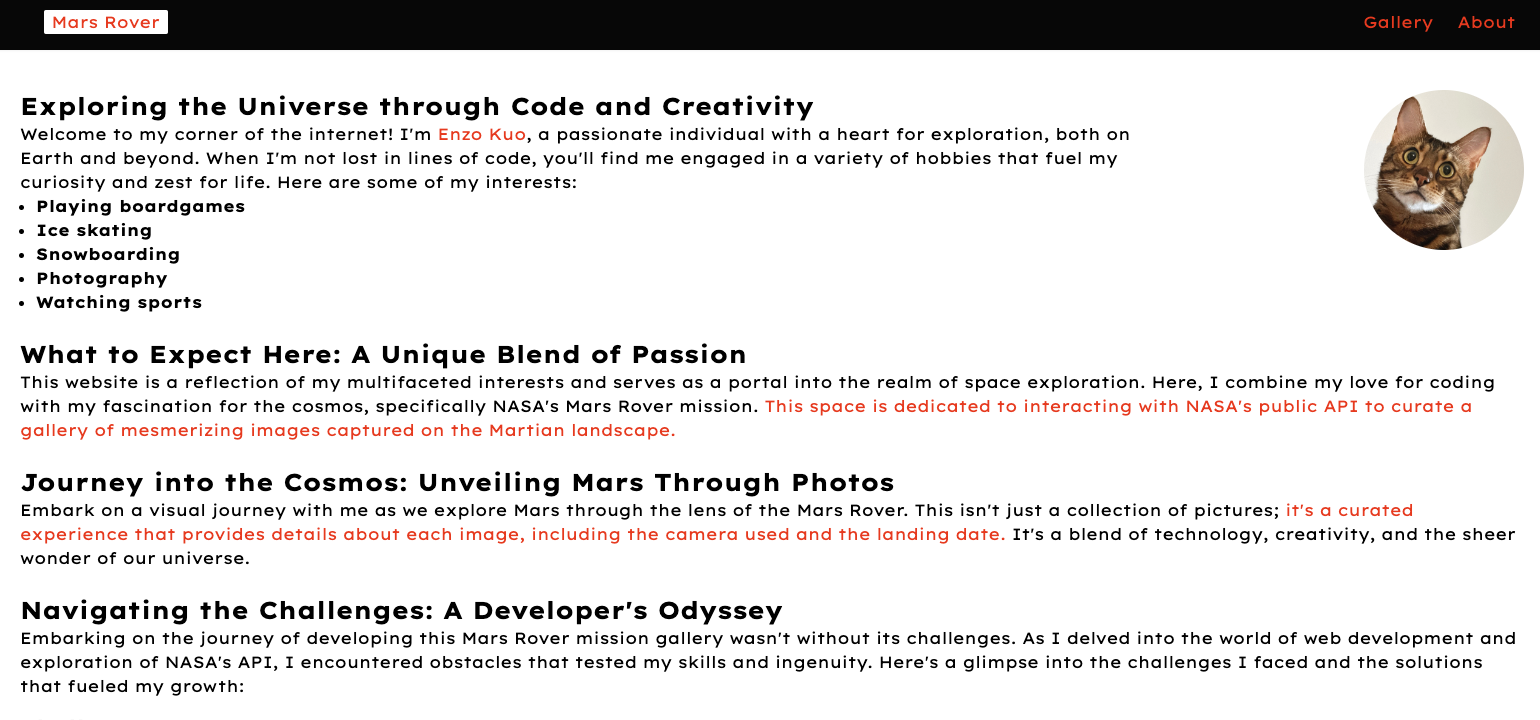 Mars Rover
Gallery About
Exploring the Universe through Code and Creativity
Welcome to my corner of the internet! I'm Enzo Kuo, a passionate individual with a heart for exploration, both on
Earth and beyond. When I'm not lost in lines of code, you'll find me engaged in a variety of hobbies that fuel my
curiosity and zest for life. Here are some of my interests:
• Playing boardgames
• Ice skating
• Snowboarding
• Photography
• Watching sports
What to Expect Here: A Unique Blend of Passion
This website is a reflection of my multifaceted interests and serves as a portal into the realm of space exploration. Here, I combine my love for coding
with my fascination for the cosmos, specifically NASA's Mars Rover mission. This space is dedicated to interacting with NASA's public API to curate a
gallery of mesmerizing images captured on the Martian landscape.
Journey into the Cosmos: Unveiling Mars Through Photos
Embark on a visual journey with me as we explore Mars through the lens of the Mars Rover. This isn't just a collection of pictures; it's a curated
experience that provides details about each image, including the camera used and the landing date. It's a blend of technology, creativity, and the sheer
wonder of our universe.
Navigating the Challenges: A Developer's Odyssey
Embarking on the journey of developing this Mars Rover mission gallery wasn't without its challenges. As I delved into the world of web development and
exploration of NASA's API, I encountered obstacles that tested my skills and ingenuity. Here's a glimpse into the challenges I faced and the solutions
that fueled my growth: